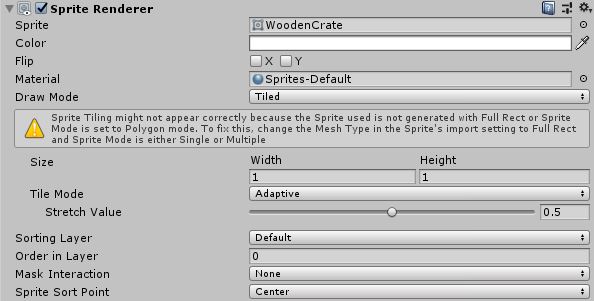 Sprite Renderer
Sprite WoodenCrate
Color
Flip X Y
Material Sprites-Default
Draw Mode Tiled
Sprite Tiling might not appear correctly because the Sprite used is not generated with Full Rect or Sprite
Mode is set to Polygon mode. To fix this, change the Mesh Type in the Sprite's import setting to Full Rect
and Sprite Mode is either Single or Multiple
Size Width Height
1 1
Tile Mode Adaptive
Stretch Value 0.5
Sorting Layer Default
Order in Layer 0
Mask Interaction None
Sprite Sort Point Center